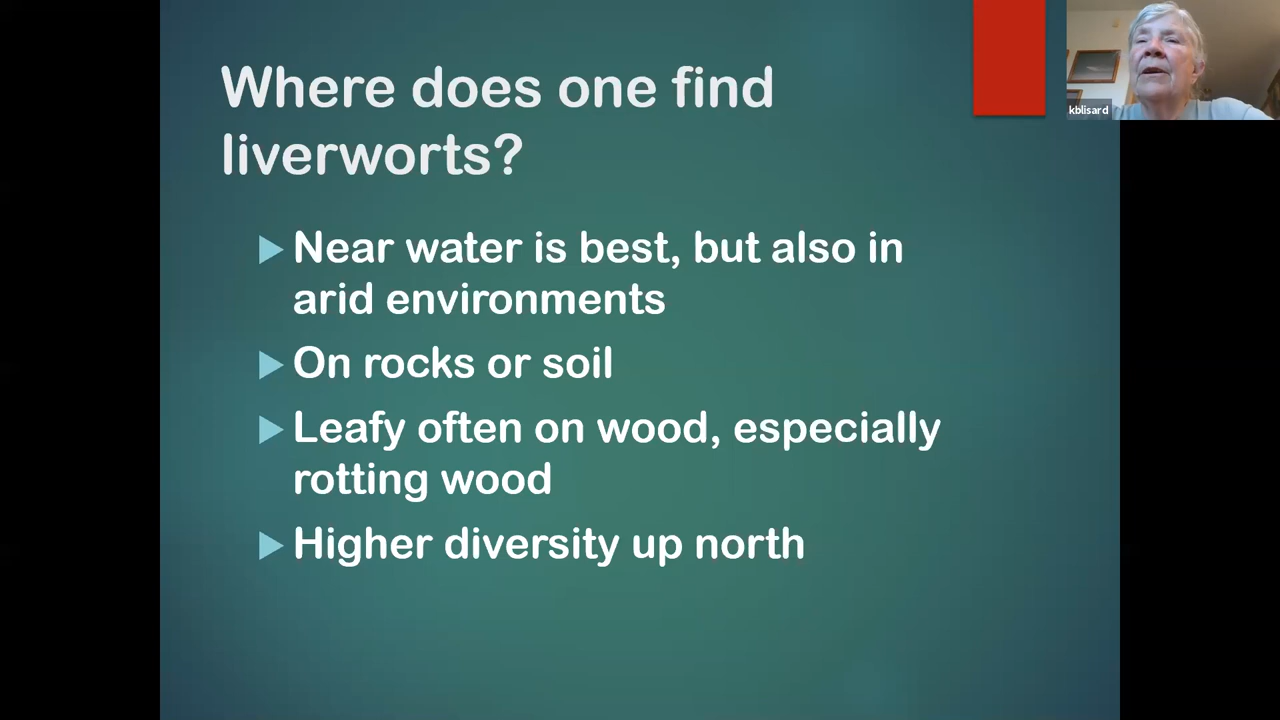 Where does one find
liverworts?
Near water is best, but also in
arid environments
On rocks or soil
Leafy often on wood, especially
rotting wood
Higher diversity up north
kblisard